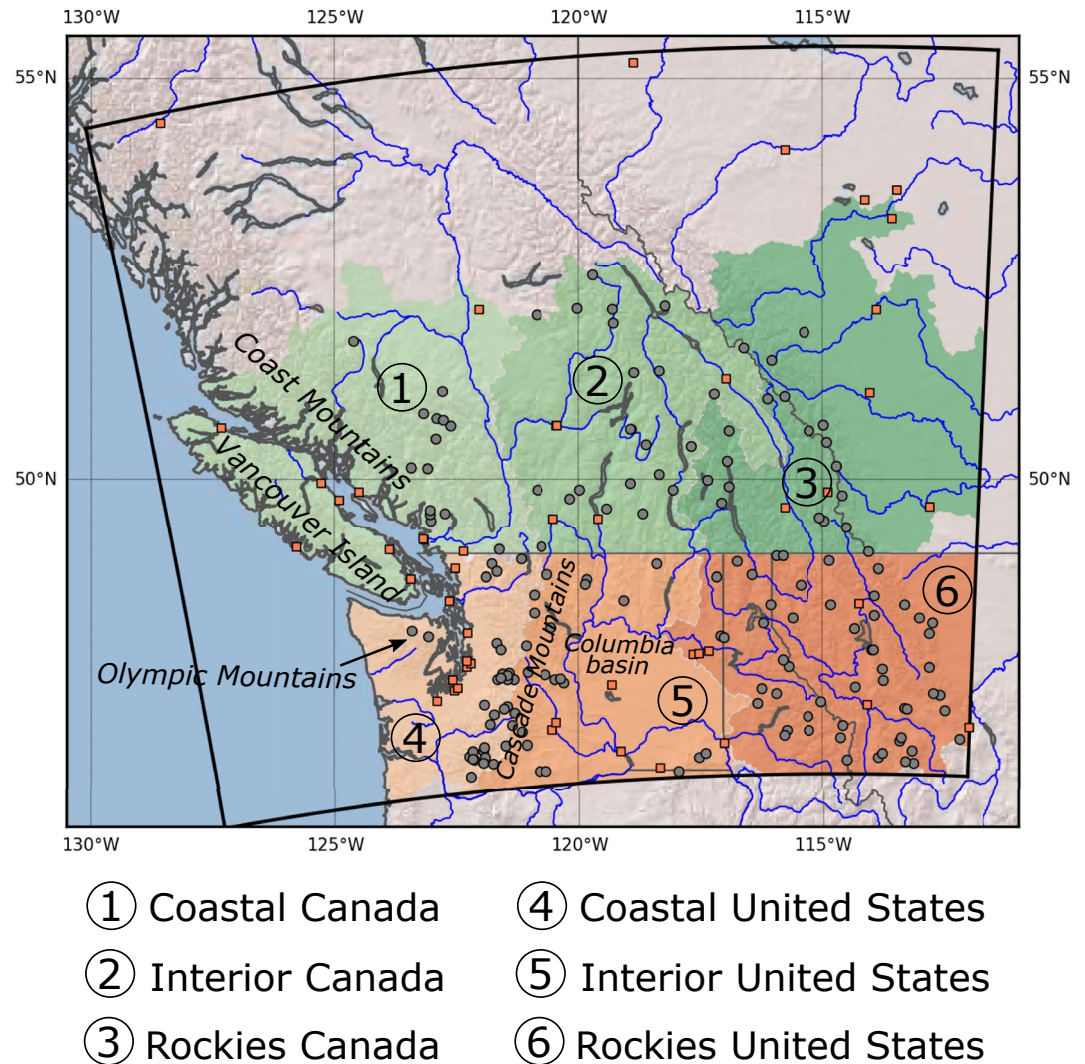 130°W 125°W 120°W 115°W
55°N 55°N
Coast Mountains
1
2
Vancouver Island
50°N 50°N
3
Cascade Mountains
6
Columbia
basin
Olympic Mountains
5
4
130°W 125°W 120°W 115°W
1 Coastal Canada
4 Coastal United States
2 Interior Canada
5 Interior United States
3 Rockies Canada
6 Rockies United States